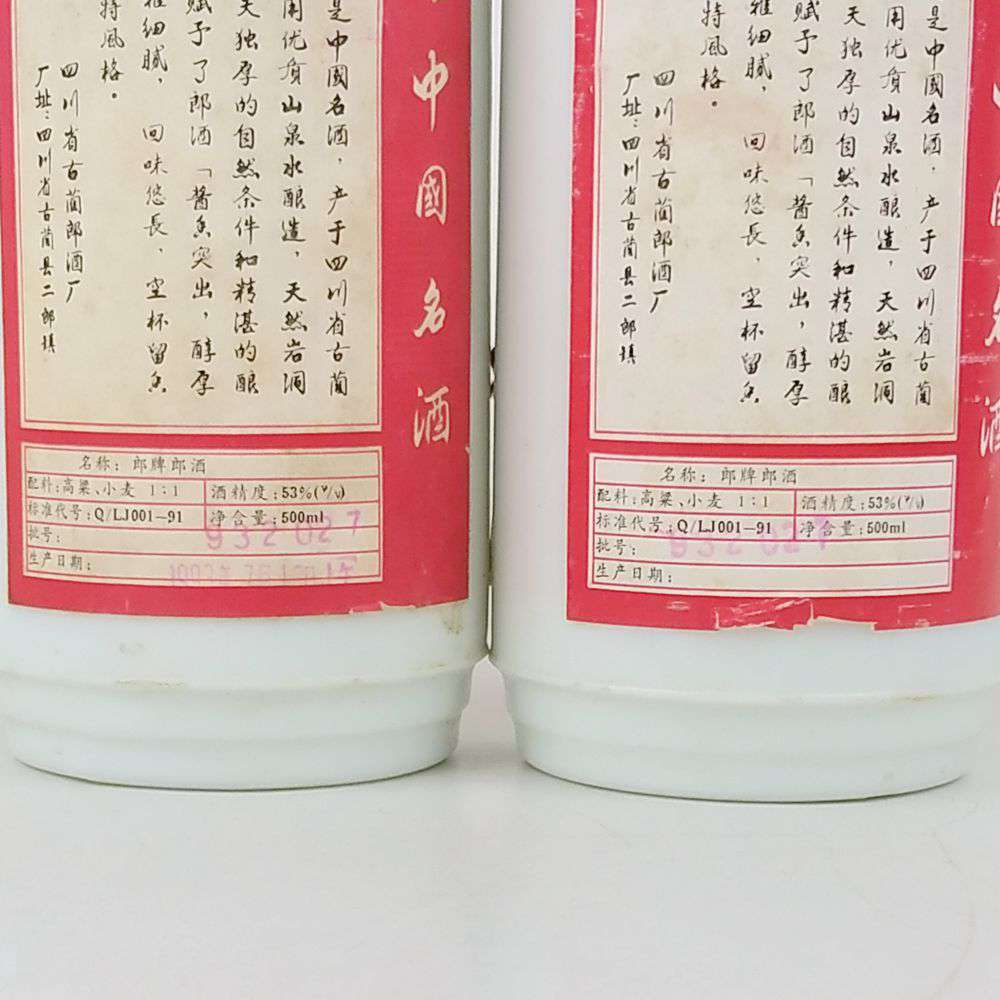 是中國名酒，产于四川省古蔺
用优质山泉水酿造，天然岩洞
天独厚的自然条件和精湛的酿
赋予了郎酒「酱香突出，醇厚
雅细腻，回味悠長，空杯留香
特风格。
四川省古蔺郎酒厂
厂址：四川省古蔺县二郎镇
中國名酒
名称：郎牌郎酒
配料：高粱、小麦 1：1
酒精度：53%(V/V)
标准代号：Q/LJ001—91
净含量：500ml
批号：
932027
生产日期：
是中國名酒，产于四川省古蔺
用优质山泉水酿造，天然岩洞
天独厚的自然条件和精湛的酿
赋予了郎酒「酱香突出，醇厚
雅细腻，回味悠長，空杯留香
特风格。
四川省古蔺郎酒厂
厂址：四川省古蔺县二郎镇
國名酒
名称：郎牌郎酒
配料：高粱、小麦 1：1
酒精度：53%(V/V)
标准代号：Q/LJ001—91
净含量：500ml
批号：
932027
生产日期：